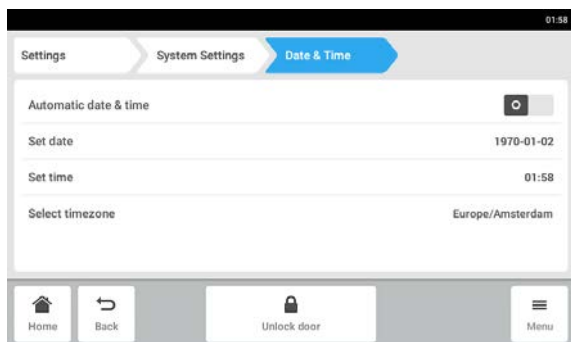 01:58
Settings System Settings Date & Time
Automatic date & time
Set date 1970-01-02
Set time 01:58
Select timezone Europe/Amsterdam
Home Back Unlock door Menu